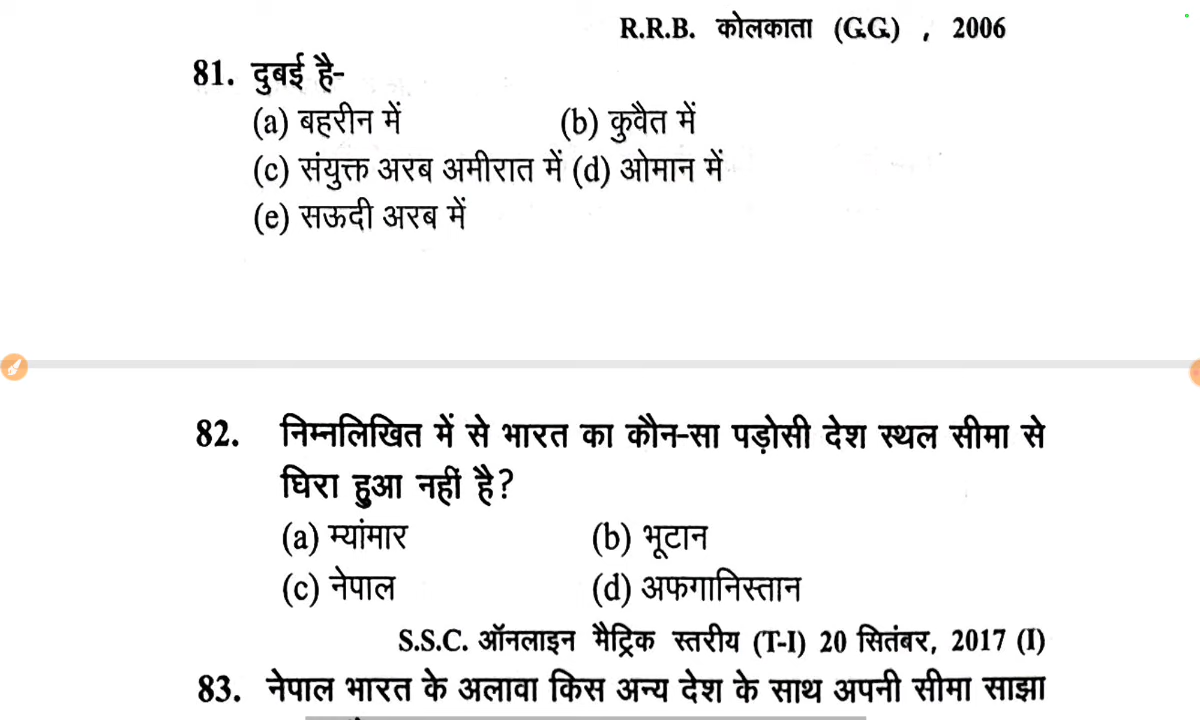 R.R.B. कोलकाता (G.G.) , 2006
81. दुबई है-
(a) बहरीन में (b) कुवैत में
(c) संयुक्त अरब अमीरात में (d) ओमान में
(e) सऊदी अरब में
82. निम्नलिखित में से भारत का कौन-सा पड़ोसी देश स्थल सीमा से
घिरा हुआ नहीं है?
(a) म्यांमार (b) भूटान
(c) नेपाल (d) अफगानिस्तान
S.S.C. ऑनलाइन मैट्रिक स्तरीय (T-I) 20 सितंबर, 2017 (I)
83. नेपाल भारत के अलावा किस अन्य देश के साथ अपनी सीमा साझा